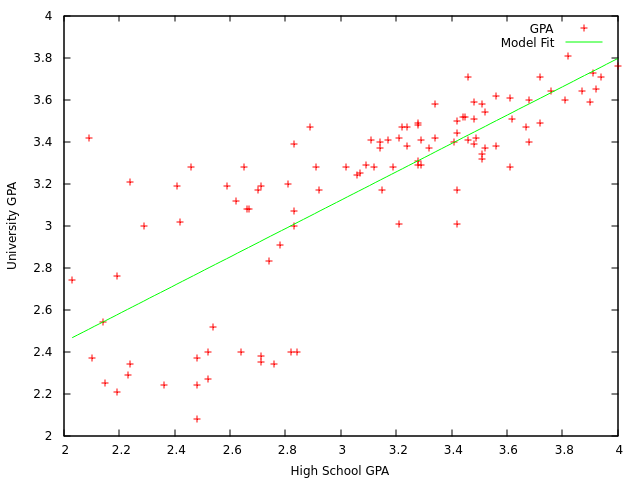 GPA
Model Fit
4
3.8
3.6
3.4
3.2
3
2.8
2.6
2.4
2.2
2
University GPA
2 2.2 2.4 2.6 2.8 3 3.2 3.4 3.6 3.8 4
High School GPA